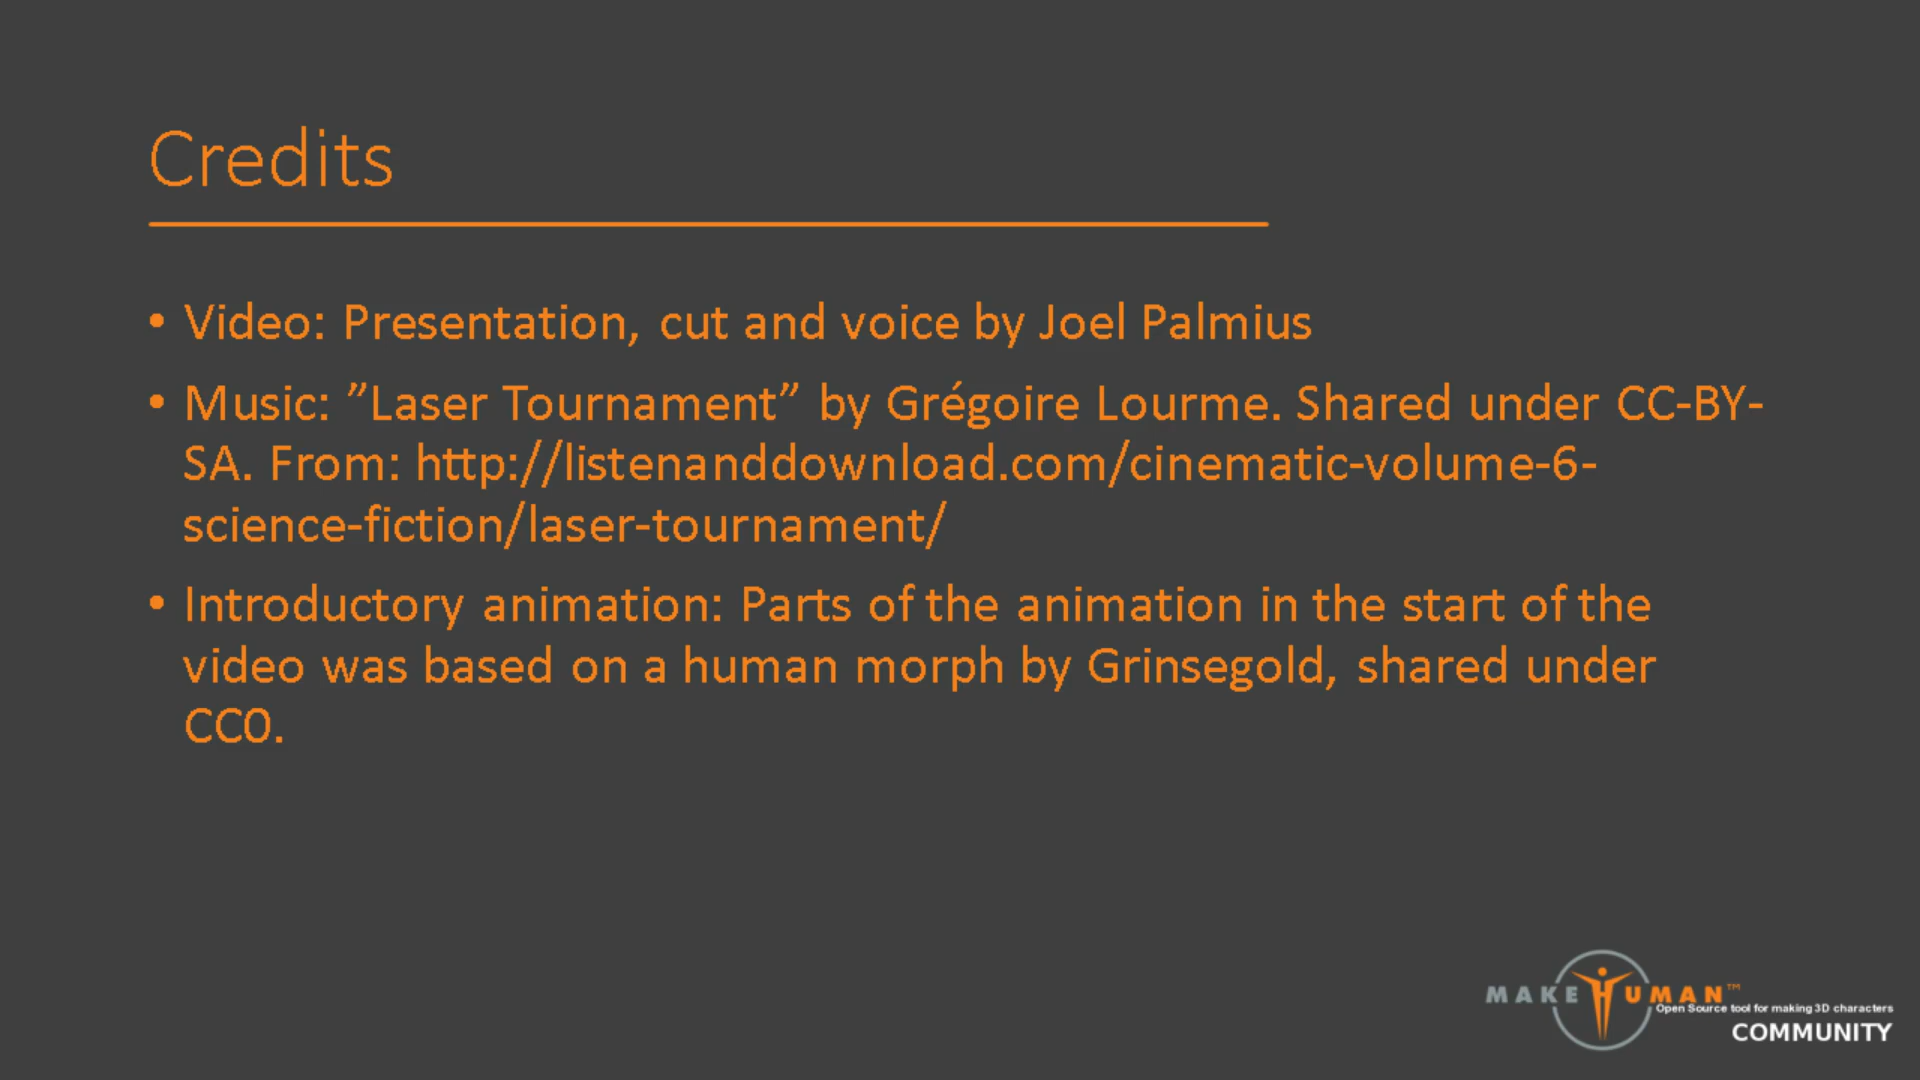 Credits
• Video: Presentation, cut and voice by Joel Palmius
• Music: ”Laser Tournament” by Grégoire Lourme. Shared under CC-BY-
SA. From: http://listenanddownload.com/cinematic-volume-6-
science-fiction/laser-tournament/
• Introductory animation: Parts of the animation in the start of the
video was based on a human morph by Grinsegold, shared under
CC0.
MAKEHUMAN™
Open Source tool for making 3D characters
COMMUNITY